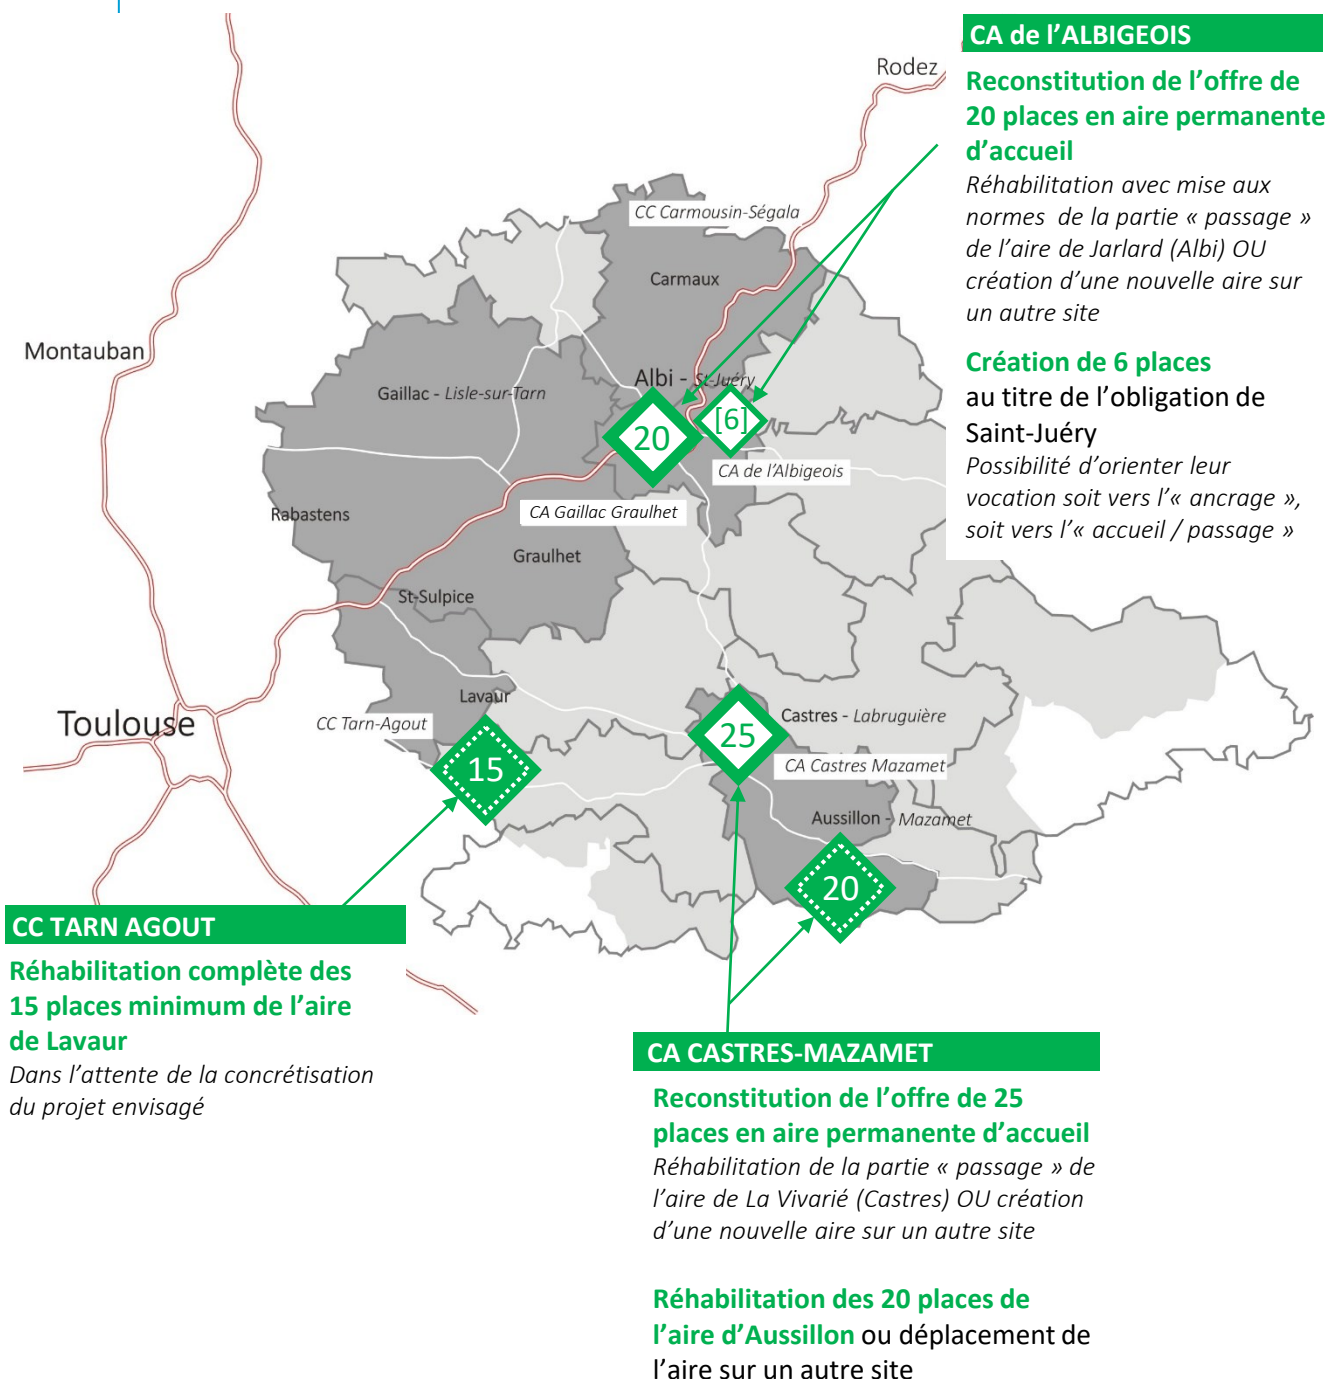 CA de l’ALBIGEOIS
Reconstitution de l’offre de
20 places en aire permanente
d’accueil
Réhabilitation avec mise aux
normes de la partie « passage »
de l’aire de Jarlard (Albi) OU
création d’une nouvelle aire sur
un autre site
Création de 6 places
au titre de l’obligation de
Saint-Juéry
Possibilité d’orienter leur
vocation soit vers l’« ancrage »,
soit vers l’« accueil / passage »
Rodez
CC Carmousin-Ségala
Carmaux
Montauban
Albi - St-Juéry
Gaillac - Lisle-sur-Tarn
20
[6]
CA de l’Albigeois
Rabastens
CA Gaillac Graulhet
Graulhet
St-Sulpice
Lavaur
Toulouse
CC Tarn-Agout
15
Castres - Labruguière
25
CA Castres Mazamet
Aussillon - Mazamet
20
CC TARN AGOUT
Réhabilitation complète des
15 places minimum de l’aire
de Lavaur
Dans l’attente de la concrétisation
du projet envisagé
CA CASTRES-MAZAMET
Reconstitution de l’offre de 25
places en aire permanente d’accueil
Réhabilitation de la partie « passage » de
l’aire de La Vivarié (Castres) OU création
d’une nouvelle aire sur un autre site
Réhabilitation des 20 places de
l’aire d’Aussillon ou déplacement de
l’aire sur un autre site